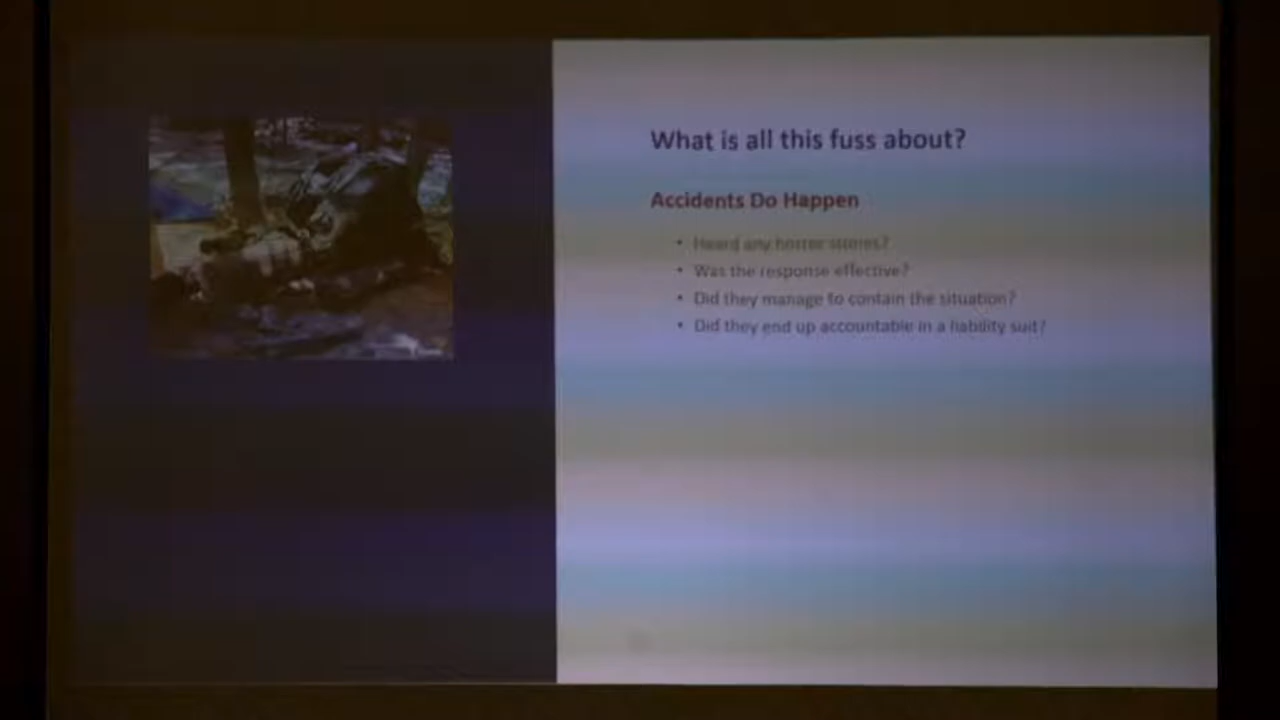 What is all this fuss about?
Accidents Do Happen
• Heard any horror stories?
• Was the response effective?
• Did they manage to contain the situation?
• Did they end up accountable in a liability suit?